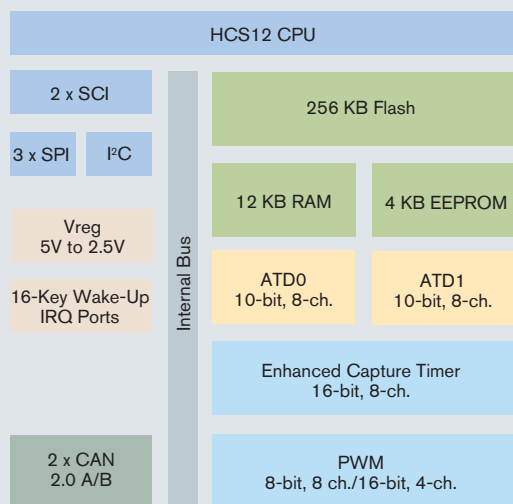 HCS12 CPU
2 x SCI
3 x SPI
I²C
Vreg
5V to 2.5V
16-Key Wake-Up
IRQ Ports
2 x CAN
2.0 A/B
Internal Bus
256 KB Flash
12 KB RAM
4 KB EEPROM
ATD0
10-bit, 8-ch.
ATD1
10-bit, 8-ch.
Enhanced Capture Timer
16-bit, 8-ch.
PWM
8-bit, 8 ch./16-bit, 4-ch.